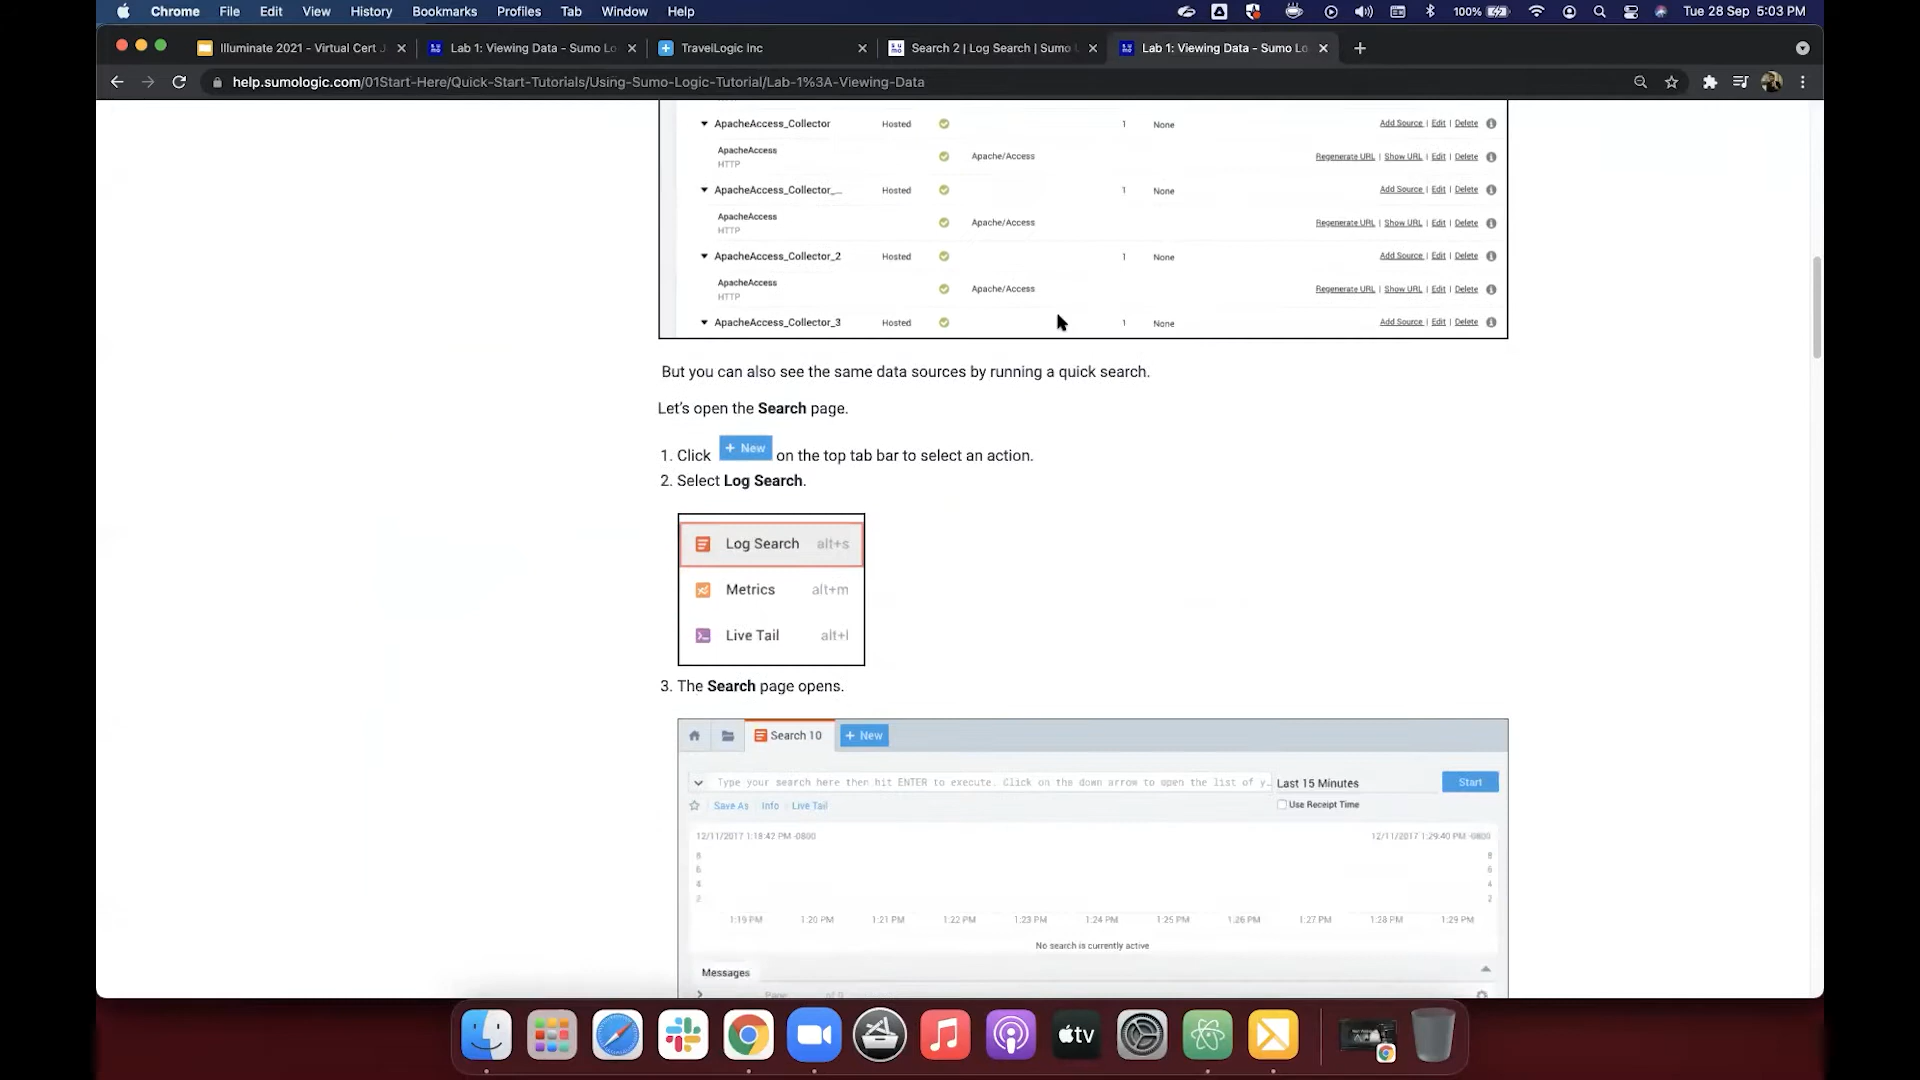 Chrome File Edit View History Bookmarks Profiles Tab Window Help 100% Tue 28 Sep 5:03 PM
Illuminate 2021 - Virtual Cert J Lab 1: Viewing Data - Sumo Lo TravelLogic Inc Search 2 | Log Search | Sumo Lab 1: Viewing Data - Sumo Lo
help.sumologic.com/01Start-Here/Quick-Start-Tutorials/Using-Sumo-Logic-Tutorial/Lab-1%3A-Viewing-Data
ApacheAccess_Collector Hosted 1 None Add Source | Edit | Delete
ApacheAccess Apache/Access Regenerate URL | Show URL | Edit | Delete
HTTP
ApacheAccess_Collector_... Hosted 1 None Add Source | Edit | Delete
ApacheAccess Apache/Access Regenerate URL | Show URL | Edit | Delete
HTTP
ApacheAccess_Collector_2 Hosted 1 None Add Source | Edit | Delete
ApacheAccess Apache/Access Regenerate URL | Show URL | Edit | Delete
HTTP
ApacheAccess_Collector_3 Hosted 1 None Add Source | Edit | Delete
But you can also see the same data sources by running a quick search.
Let's open the Search page.
1. Click + New on the top tab bar to select an action.
2. Select Log Search.
Log Search alt+s
Metrics alt+m
Live Tail alt+l
3. The Search page opens.
Search 10 + New
Type your search here then hit ENTER to execute. Click on the down arrow to open the list of y… Last 15 Minutes Start
Save As Info Live Tail Use Receipt Time
12/11/2017 1:18:42 PM -0800 12/11/2017 1:29:40 PM -0800
8 8
6 6
4 4
2 2
1:19 PM 1:20 PM 1:21 PM 1:22 PM 1:23 PM 1:24 PM 1:25 PM 1:26 PM 1:27 PM 1:28 PM 1:29 PM
No search is currently active
Messages
Page of 0
tv